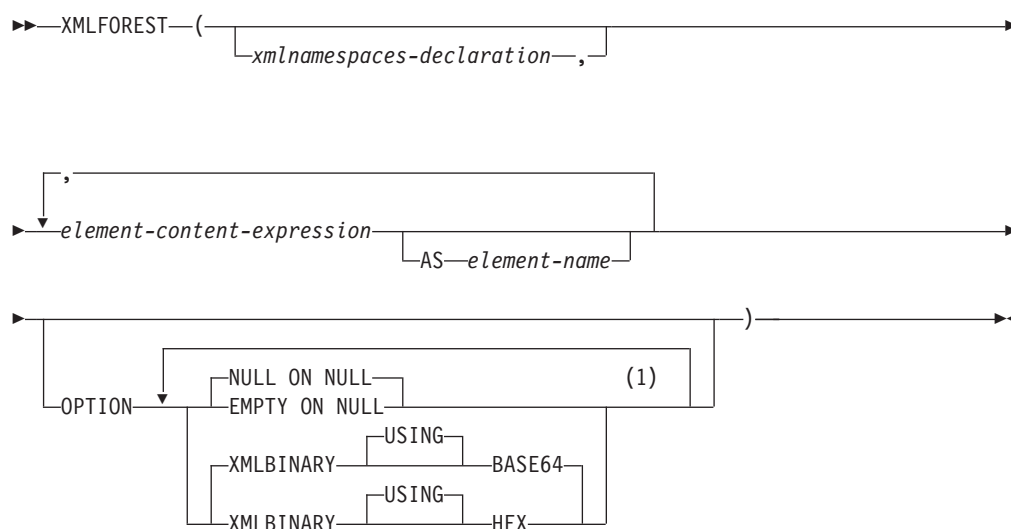 XMLFOREST (
xmlnamespaces-declaration ,
,
element-content-expression
AS element-name
)
NULL ON NULL (1)
OPTION EMPTY ON NULL
USING
XMLBINARY BASE64
USING
XMLBINARY HEX